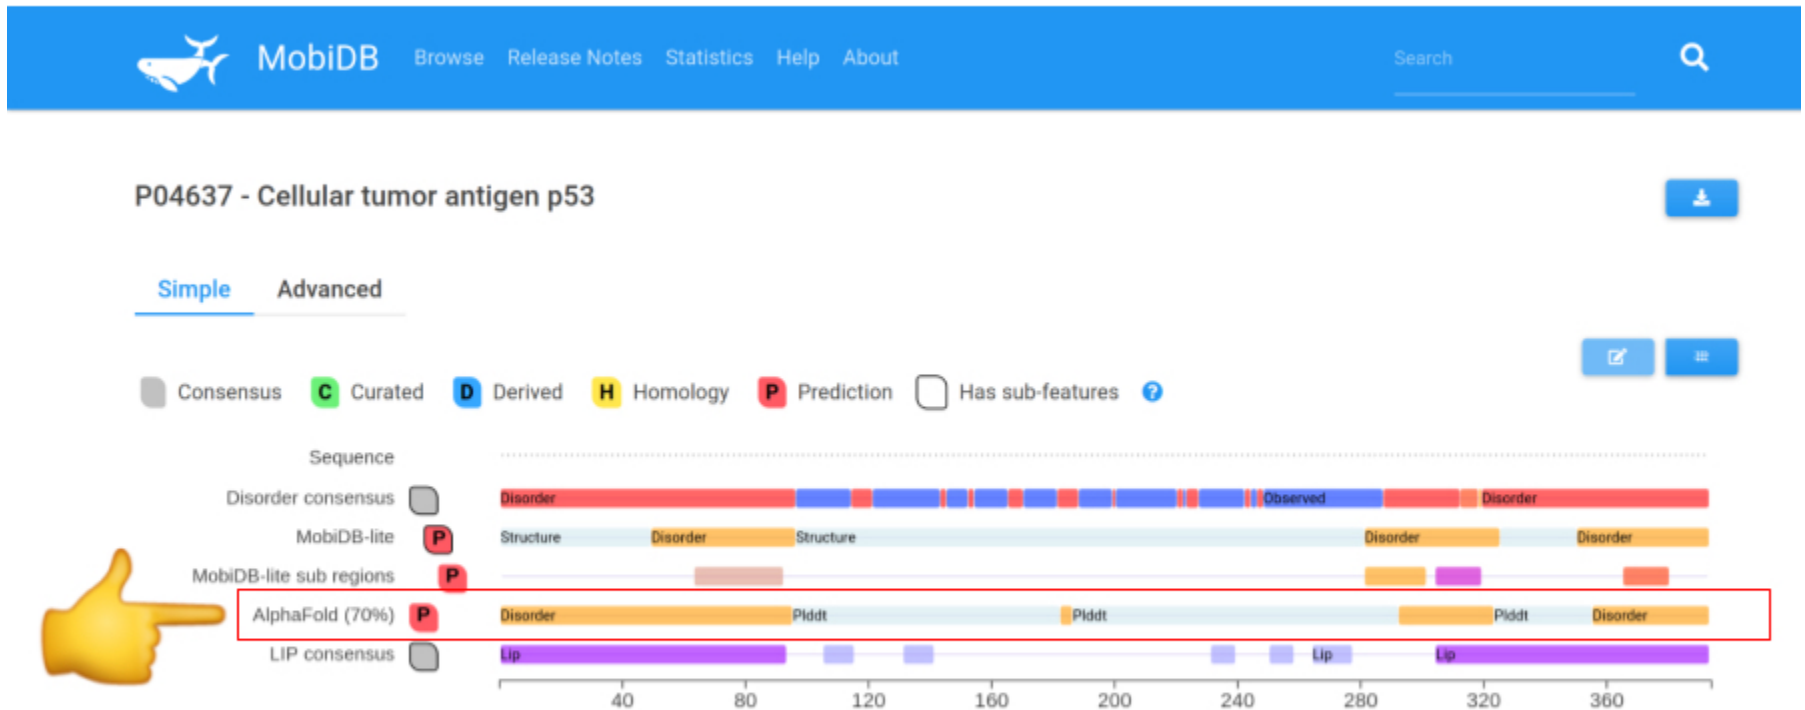 MobiDB Browse Release Notes Statistics Help About Search
P04637 - Cellular tumor antigen p53
Simple Advanced
Consensus C Curated D Derived H Homology P Prediction Has sub-features ?
Sequence
Disorder consensus Disorder Observed Disorder
MobiDB-lite P Structure Disorder Structure Disorder Disorder
MobiDB-lite sub regions P
AlphaFold (70%) P Disorder Plddt Plddt Plddt Disorder
LIP consensus Lip Lip Lip
40 80 120 160 200 240 280 320 360